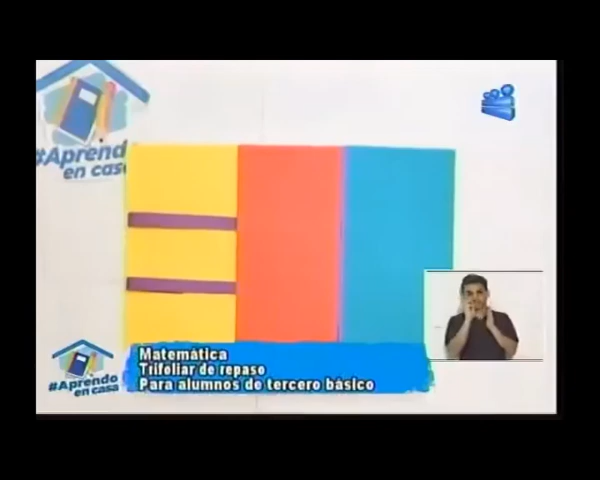 #Aprendo
en casa
Matemática
Trifoliar de repaso
Para alumnos de tercero básico
#Aprendo
en casa